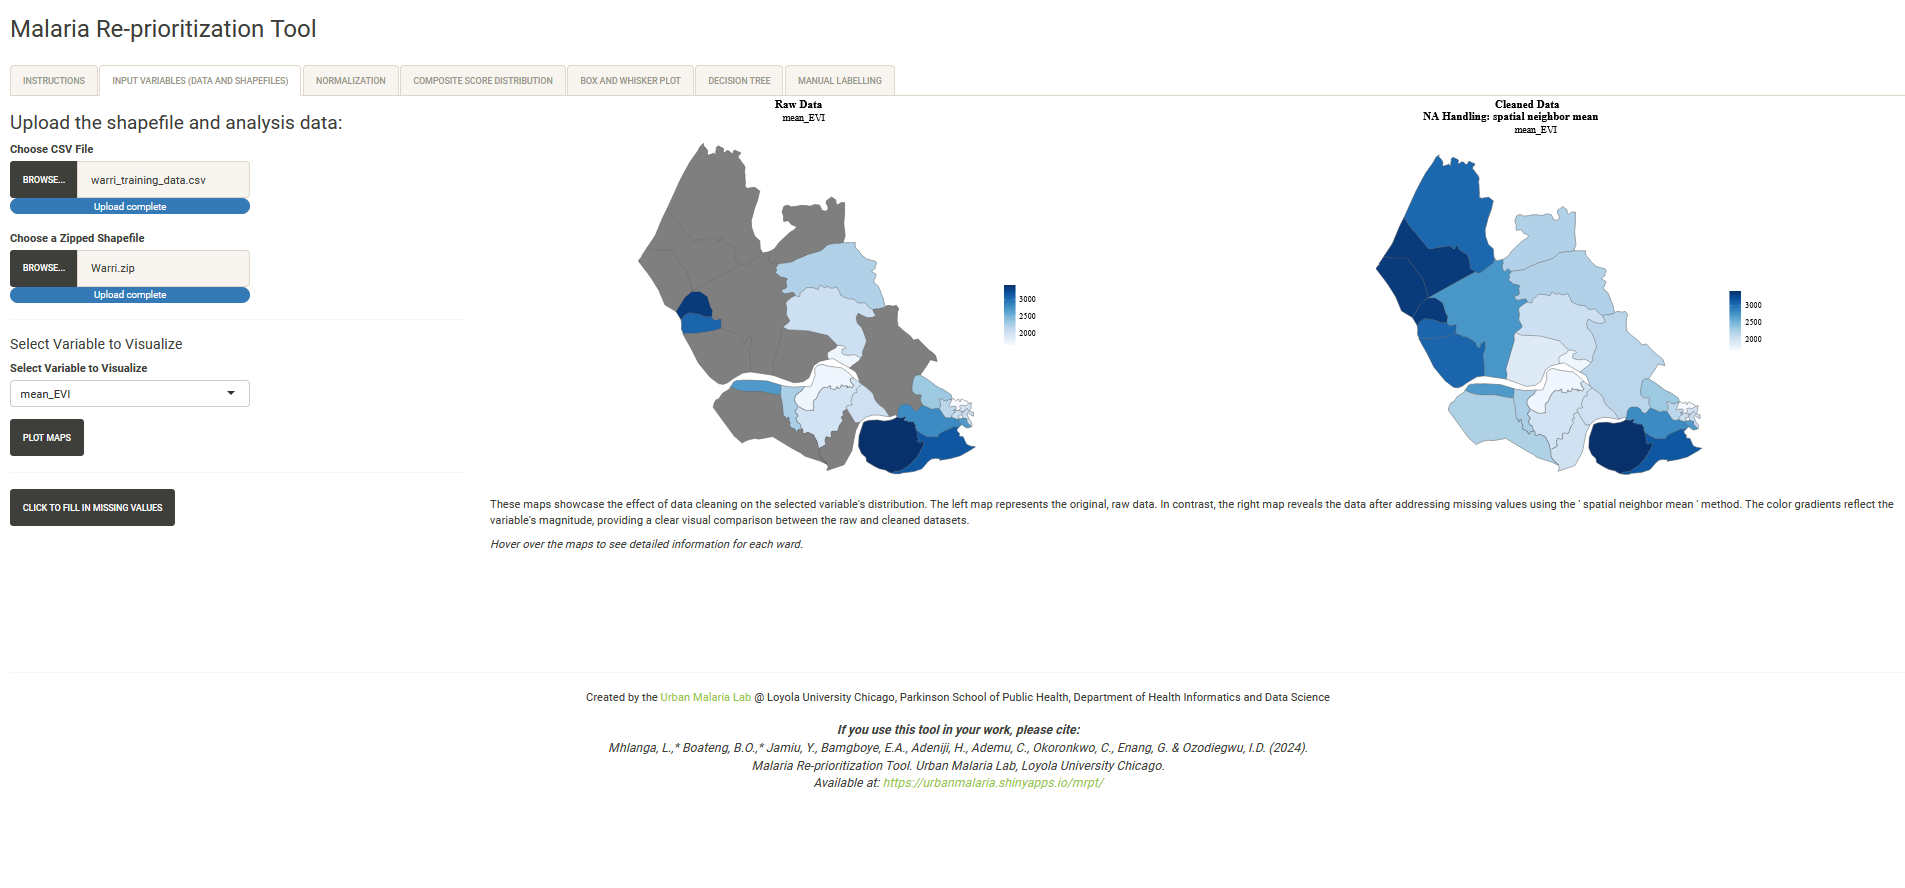 Malaria Re-prioritization Tool
INSTRUCTIONS
INPUT VARIABLES (DATA AND SHAPEFILES)
NORMALIZATION
COMPOSITE SCORE DISTRIBUTION
BOX AND WHISKER PLOT
DECISION TREE
MANUAL LABELLING
Upload the shapefile and analysis data:
Choose CSV File
BROWSE... warri_training_data.csv
Upload complete
Choose a Zipped Shapefile
BROWSE... Warri.zip
Upload complete
Select Variable to Visualize
Select Variable to Visualize
mean_EVI
PLOT MAPS
CLICK TO FILL IN MISSING VALUES
Raw Data
mean_EVI
3000
2500
2000
Cleaned Data
NA Handling: spatial neighbor mean
mean_EVI
3000
2500
2000
These maps showcase the effect of data cleaning on the selected variable's distribution. The left map represents the original, raw data. In contrast, the right map reveals the data after addressing missing values using the ' spatial neighbor mean ' method. The color gradients reflect the
variable's magnitude, providing a clear visual comparison between the raw and cleaned datasets.
Hover over the maps to see detailed information for each ward.
Created by the Urban Malaria Lab @ Loyola University Chicago, Parkinson School of Public Health, Department of Health Informatics and Data Science
If you use this tool in your work, please cite:
Mhlanga, L.,* Boateng, B.O.,* Jamiu, Y., Bamgboye, E.A., Adeniji, H., Ademu, C., Okoronkwo, C., Enang, G. & Ozodiegwu, I.D. (2024).
Malaria Re-prioritization Tool. Urban Malaria Lab, Loyola University Chicago.
Available at: https://urbanmalaria.shinyapps.io/mrpt/